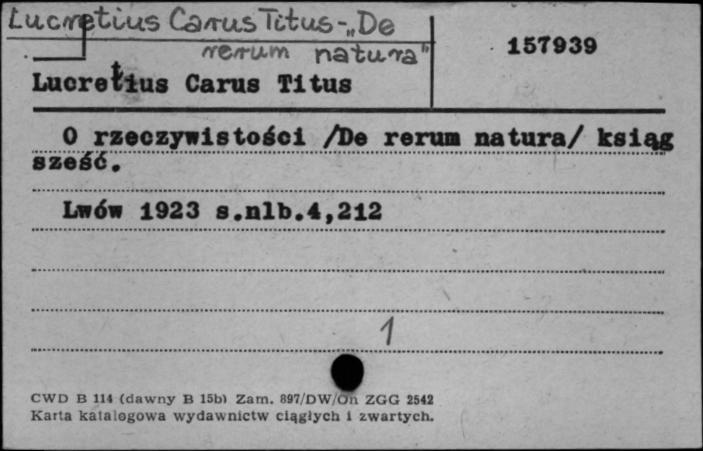 Lucretius Carus Titus - „De
rerum natura"
157939
Lucretius Carus Titus
O rzeczywistości /De rerum natura/ ksiąg
sześć.
Lwów 1923 s.nlb.4,212
1
CWD B 114 (dawny B 15b) Zam. 897/DW/On ZGG 2542
Karta katalogowa wydawnictw ciągłych i zwartych.